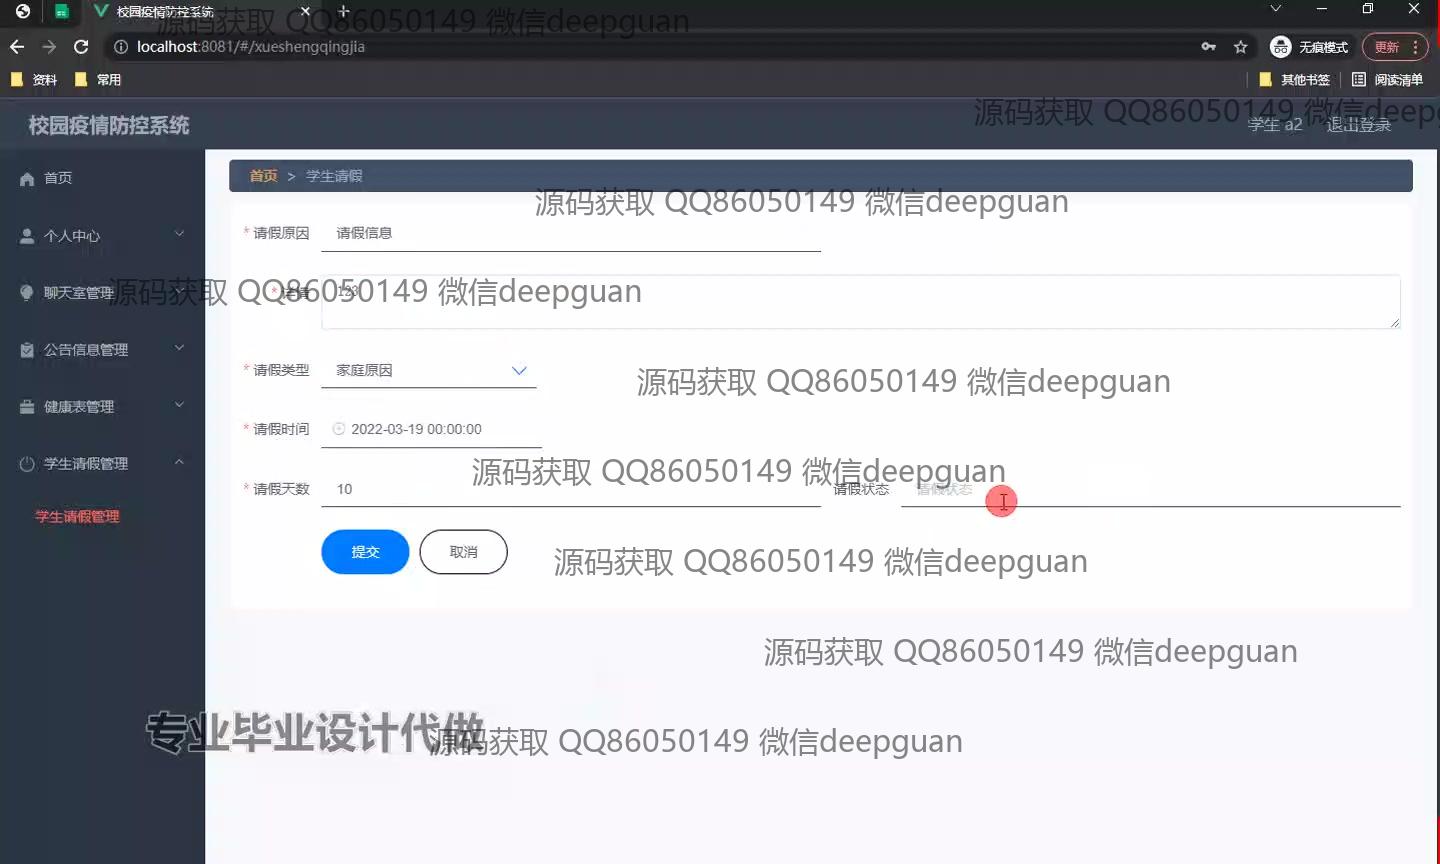 校园疫情防控系统
源码获取 QQ86050149 微信deepguan
localhost:8081/#/xueshengqingjia
无痕模式
更新
资料
常用
其他书签
阅读清单
校园疫情防控系统
源码获取 QQ86050149 微信deepg
学生 a2
退出登录
首页
个人中心
聊天室管理
公告信息管理
健康表管理
学生请假管理
学生请假管理
首页 > 学生请假
源码获取 QQ86050149 微信deepguan
* 请假原因 请假信息
* 详情 123
源码获取 QQ86050149 微信deepguan
* 请假类型 家庭原因
源码获取 QQ86050149 微信deepguan
* 请假时间 2022-03-19 00:00:00
源码获取 QQ86050149 微信deepguan
* 请假天数 10
请假状态 请假状态
提交
取消
源码获取 QQ86050149 微信deepguan
源码获取 QQ86050149 微信deepguan
专业毕业设计代做
源码获取 QQ86050149 微信deepguan